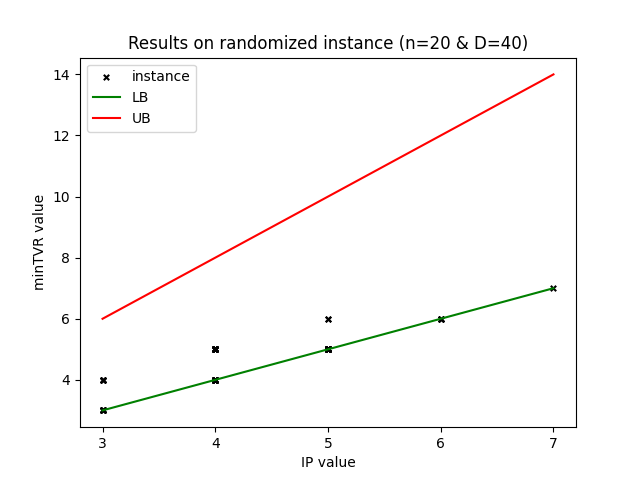 Results on randomized instance (n=20 & D=40)
instance
LB
UB
14
12
10
8
6
4
minTVR value
3 4 5 6 7
IP value